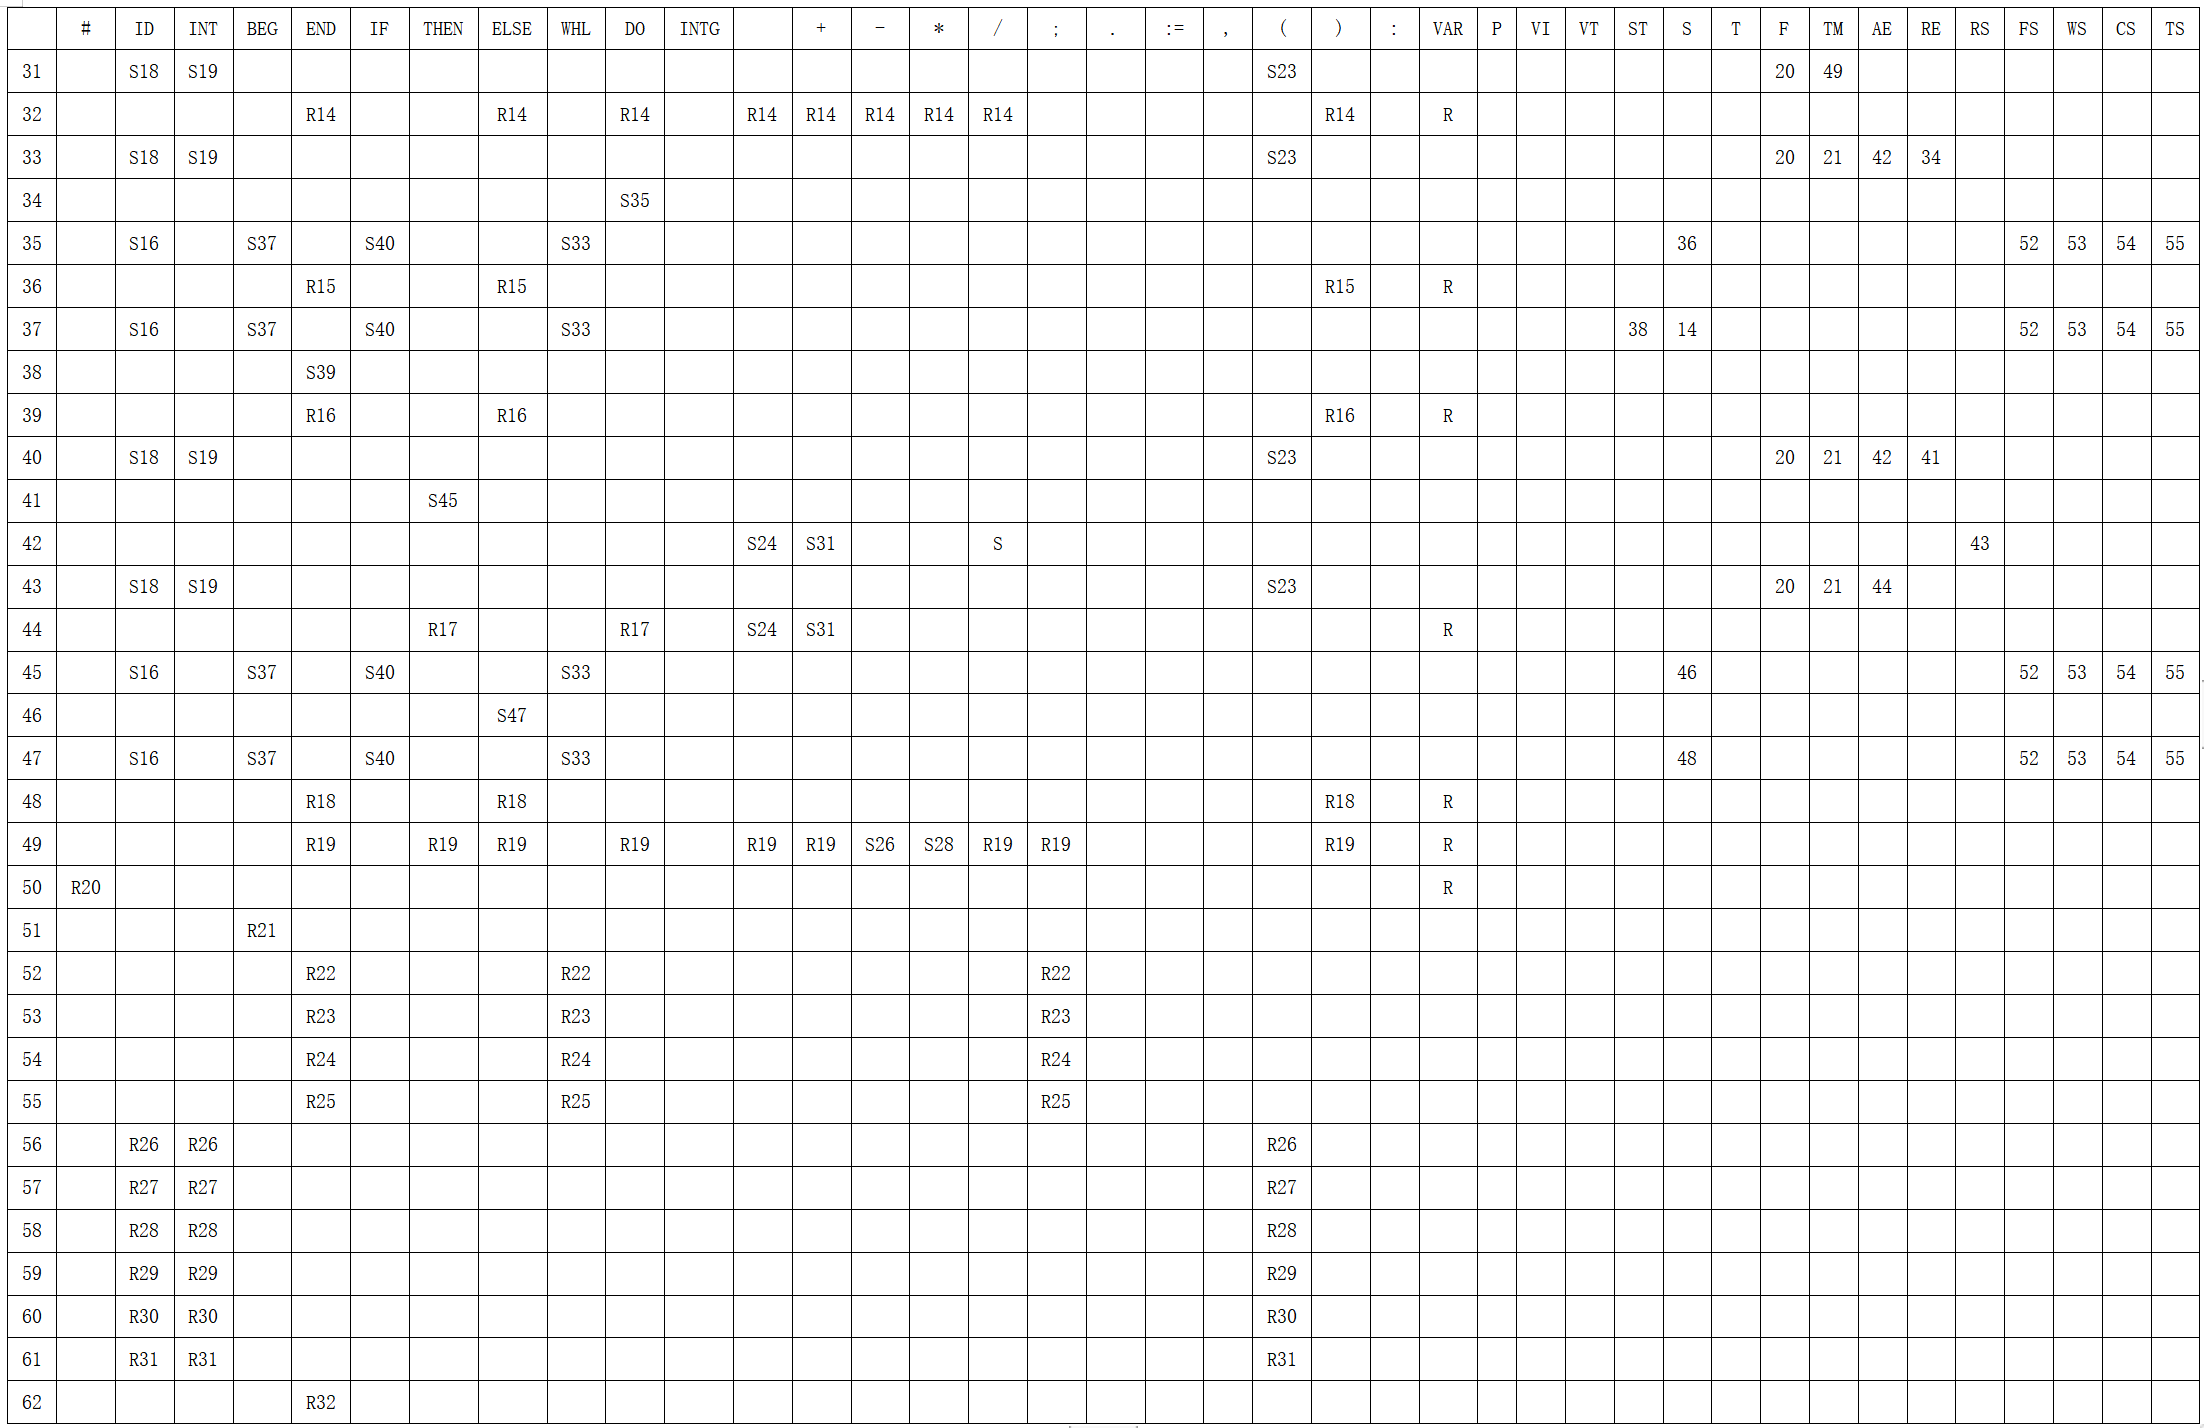 # ID INT BEG END IF THEN ELSE WHL DO INTG + - * / ; . := , ( ) : VAR P VI VT ST S T F TM AE RE RS FS WS CS TS
31 S18 S19 S23 20 49
32 R14 R14 R14 R14 R14 R14 R14 R14 R14 R
33 S18 S19 S23 20 21 42 34
34 S35
35 S16 S37 S40 S33 36 52 53 54 55
36 R15 R15 R15 R
37 S16 S37 S40 S33 38 14 52 53 54 55
38 S39
39 R16 R16 R16 R
40 S18 S19 S23 20 21 42 41
41 S45
42 S24 S31 S 43
43 S18 S19 S23 20 21 44
44 R17 R17 S24 S31 R
45 S16 S37 S40 S33 46 52 53 54 55
46 S47
47 S16 S37 S40 S33 48 52 53 54 55
48 R18 R18 R18 R
49 R19 R19 R19 R19 R19 R19 S26 S28 R19 R19 R19 R
50 R20 R
51 R21
52 R22 R22 R22
53 R23 R23 R23
54 R24 R24 R24
55 R25 R25 R25
56 R26 R26 R26
57 R27 R27 R27
58 R28 R28 R28
59 R29 R29 R29
60 R30 R30 R30
61 R31 R31 R31
62 R32